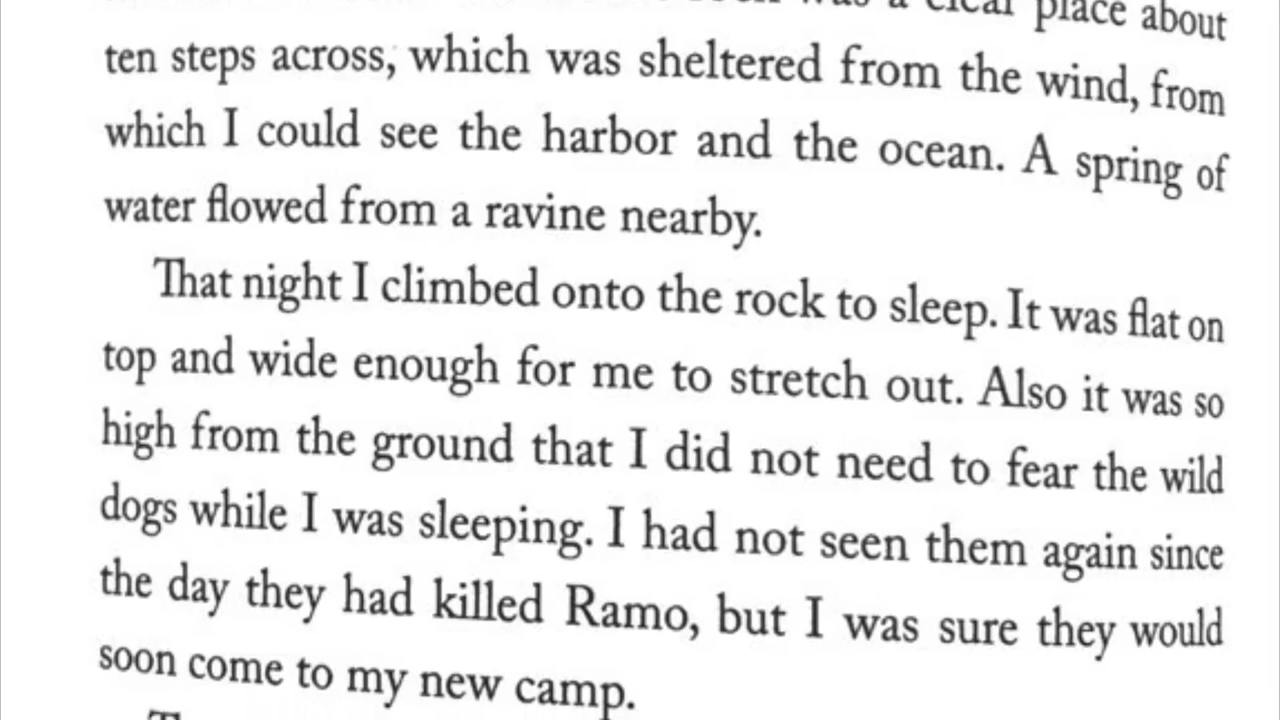 was a clear place about
ten steps across, which was sheltered from the wind, from
which I could see the harbor and the ocean. A spring of
water flowed from a ravine nearby.
That night I climbed onto the rock to sleep. It was flat on
top and wide enough for me to stretch out. Also it was so
high from the ground that I did not need to fear the wild
dogs while I was sleeping. I had not seen them again since
the day they had killed Ramo, but I was sure they would
soon come to my new camp.